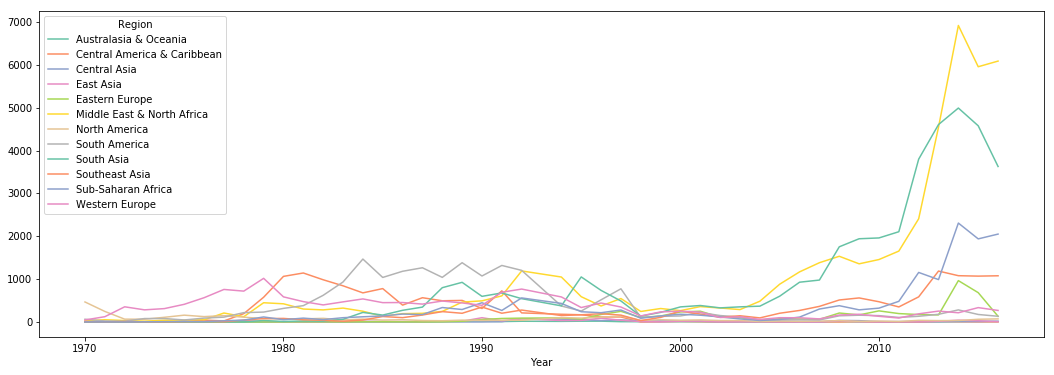 Region
Australasia & Oceania
Central America & Caribbean
Central Asia
East Asia
Eastern Europe
Middle East & North Africa
North America
South America
South Asia
Southeast Asia
Sub-Saharan Africa
Western Europe
7000
6000
5000
4000
3000
2000
1000
0
1970
1980
1990
2000
2010
Year